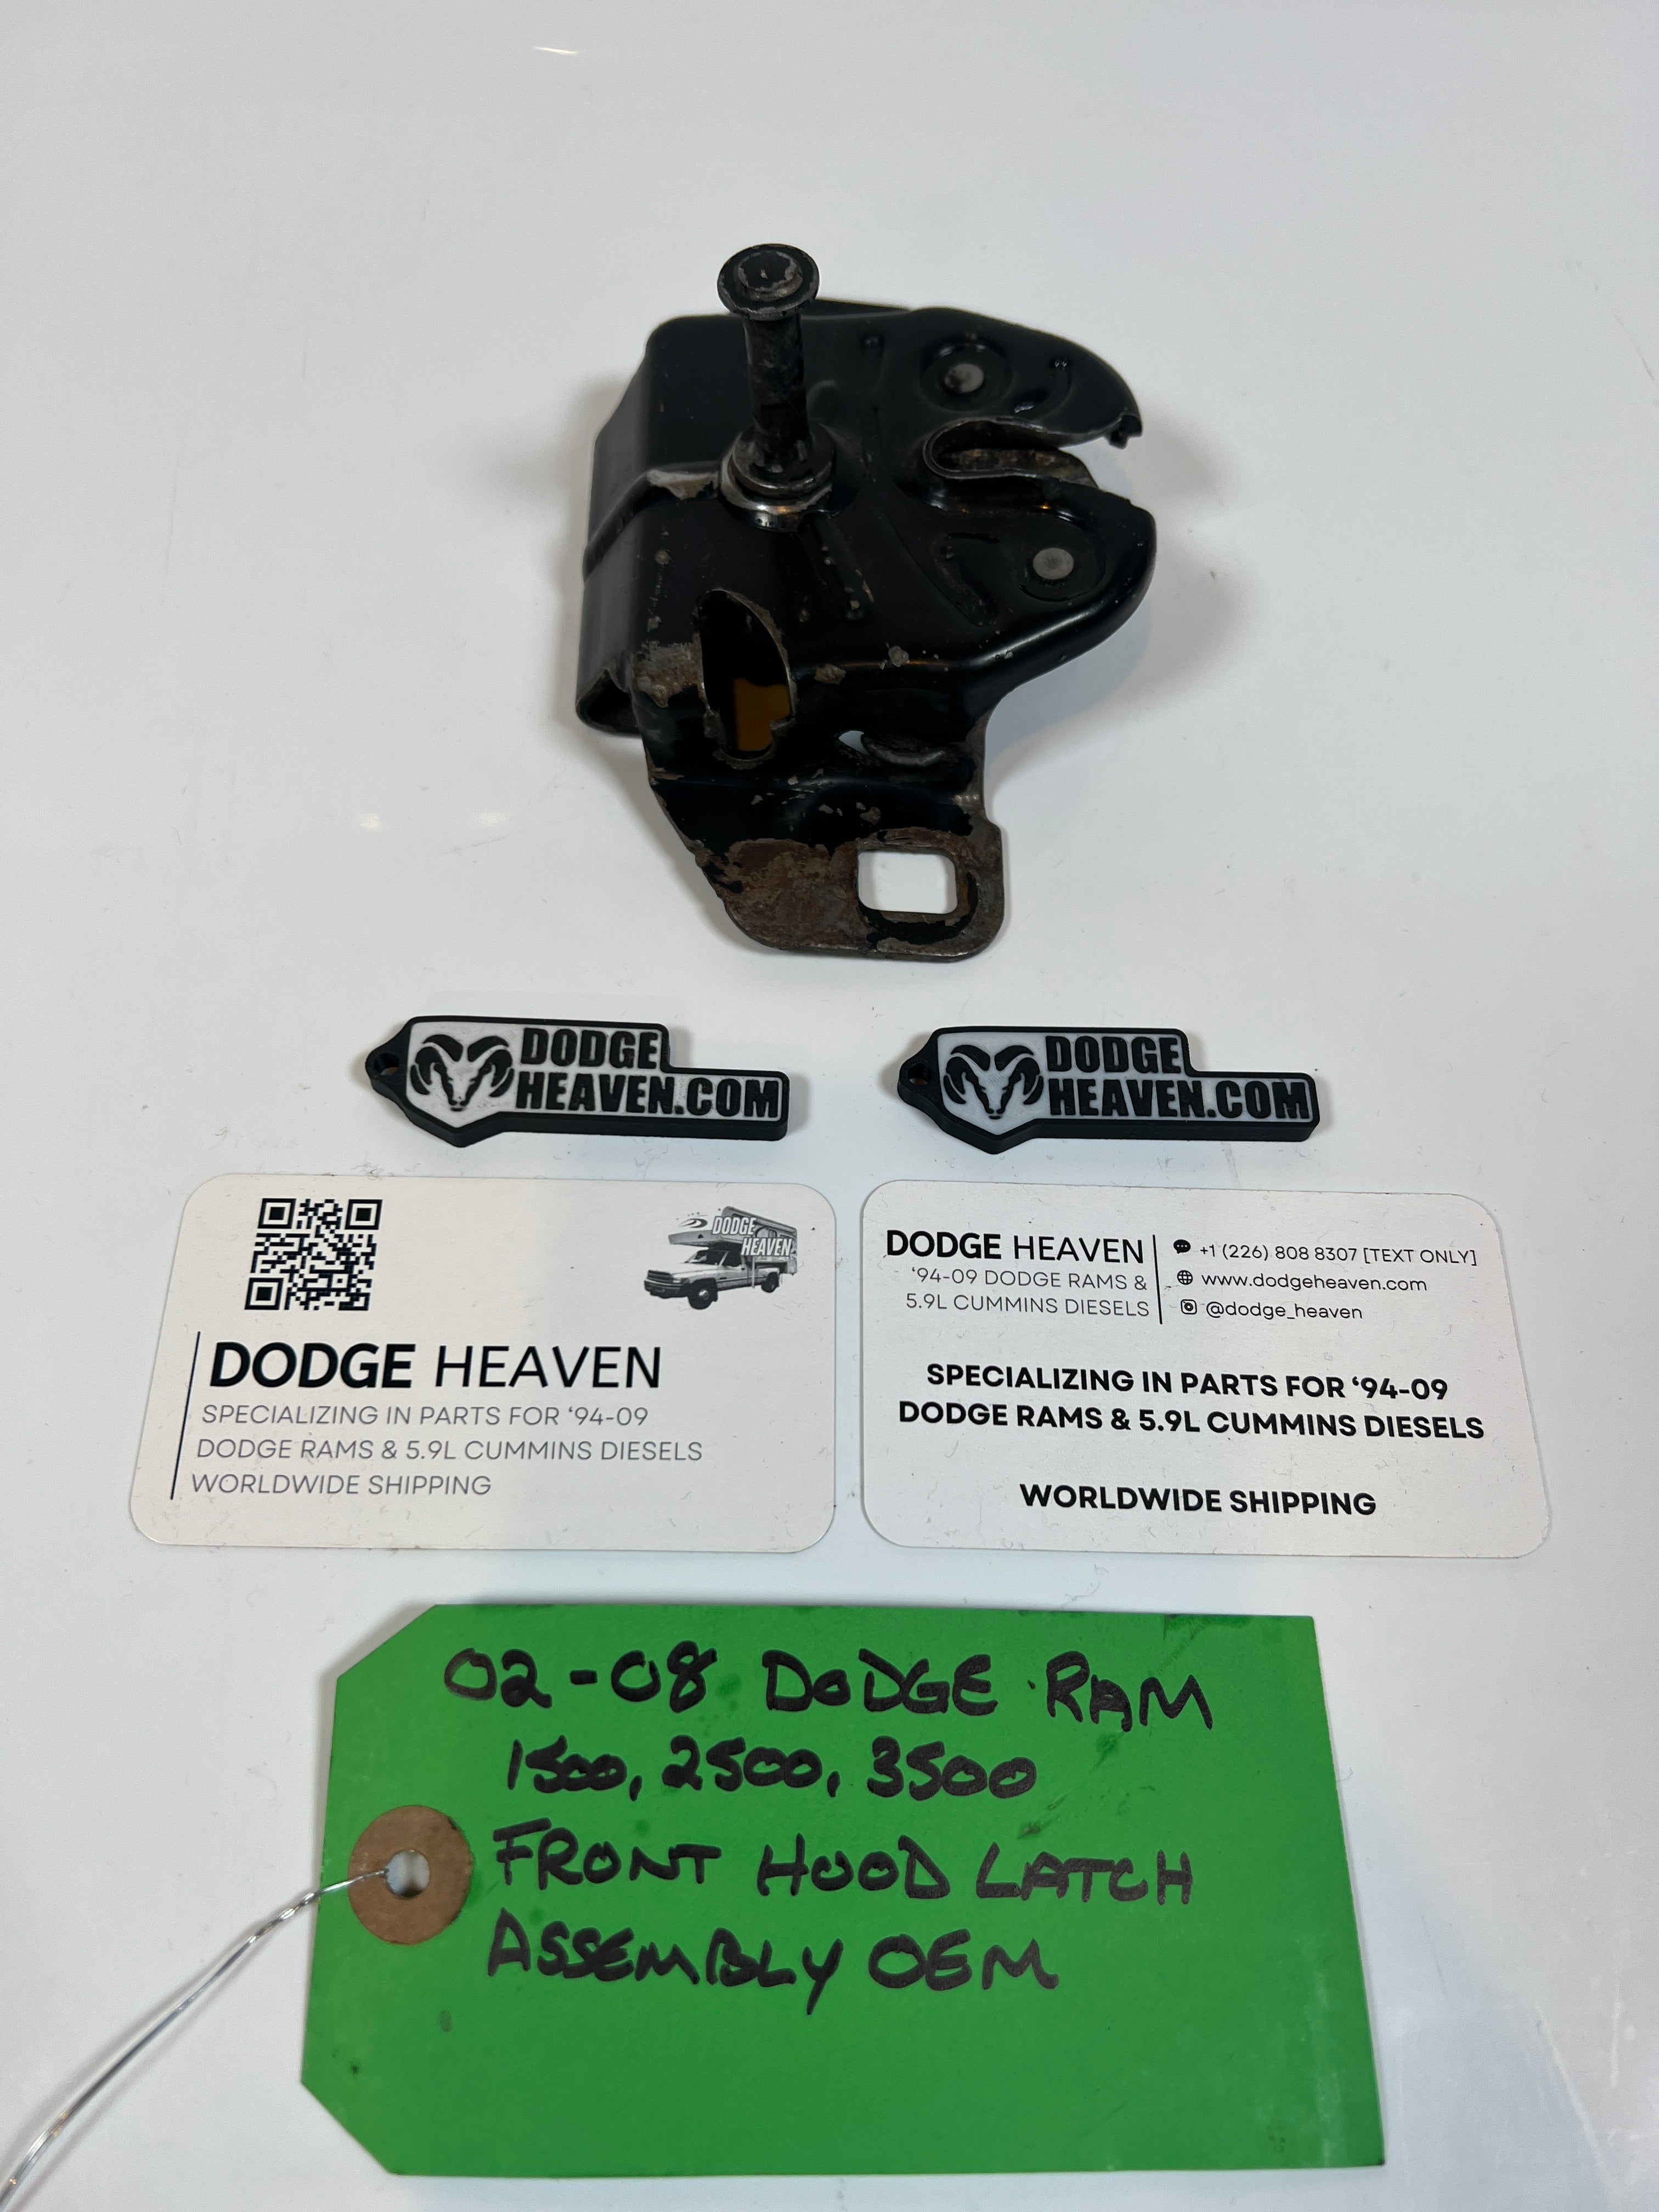 DODGE
HEAVEN.COM
DODGE
HEAVEN.COM
DODGE
HEAVEN
DODGE HEAVEN
SPECIALIZING IN PARTS FOR ‘94-09
DODGE RAMS & 5.9L CUMMINS DIESELS
WORLDWIDE SHIPPING
DODGE HEAVEN
‘94-09 DODGE RAMS &
5.9L CUMMINS DIESELS
+1 (226) 808 8307 [TEXT ONLY]
www.dodgeheaven.com
@dodge_heaven
SPECIALIZING IN PARTS FOR ‘94-09
DODGE RAMS & 5.9L CUMMINS DIESELS
WORLDWIDE SHIPPING
02-08 DODGE RAM
1500, 2500, 3500
FRONT HOOD LATCH
ASSEMBLY OEM